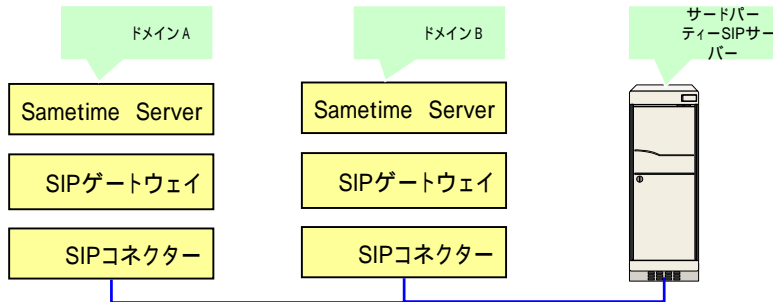 ドメインA
ドメインB
サードパー
ティーSIPサー
バー
Sametime Server
Sametime Server
SIPゲートウェイ
SIPゲートウェイ
SIPコネクター
SIPコネクター